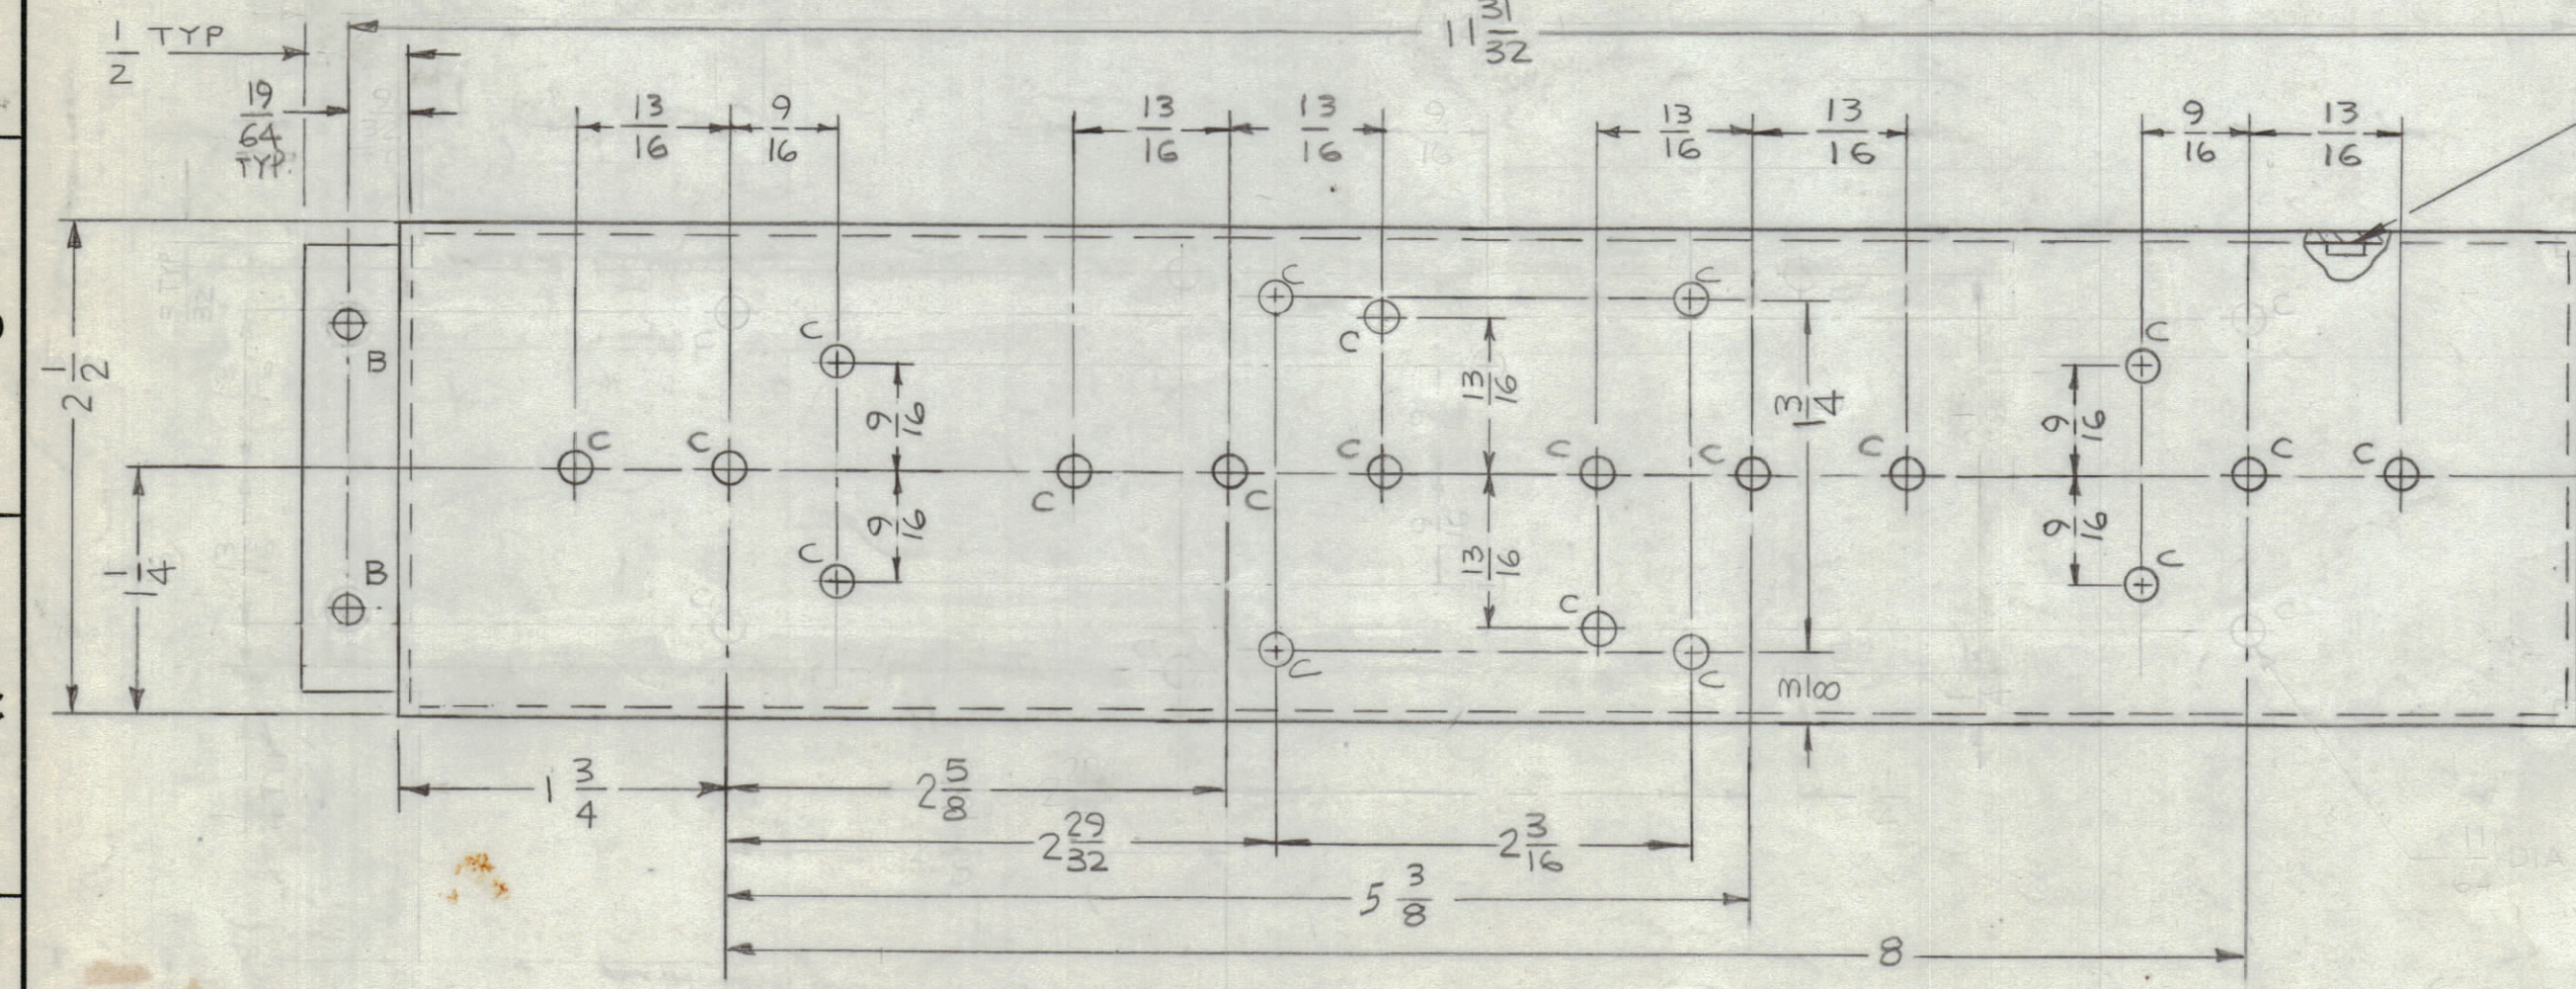 1/2 TYP
11 31/32
19/64 TYP.
13/16 9/16 13/16 13/16 13/16 13/16 9/16 13/16
C C
C C C
B
2 1/2
9/16 13/16 1 3/4 9/16
C C C C C C C C
C C
9/16 13/16 9/16
1 1/4
B C C C
C C
3/8
1 3/4 2 5/8
2 29/32 2 3/16
5 3/8
8